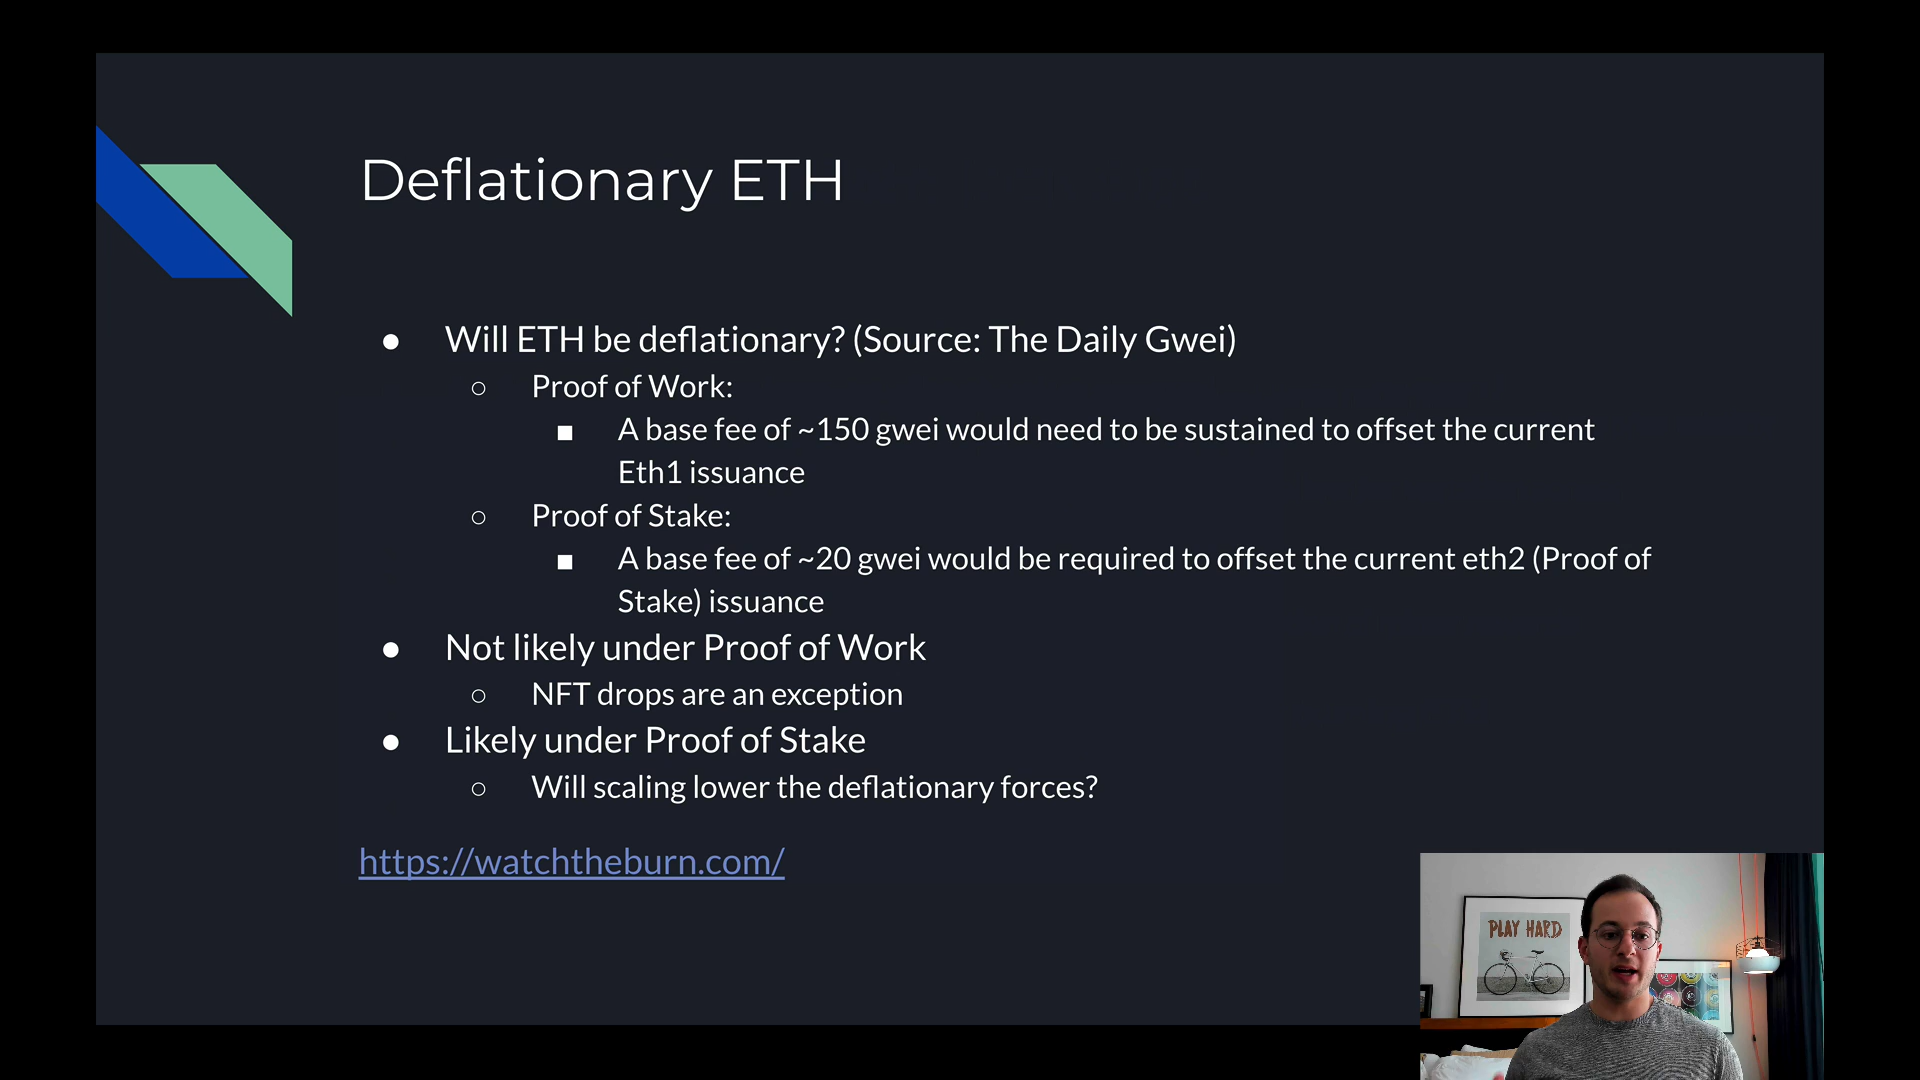 Deflationary ETH
● Will ETH be deflationary? (Source: The Daily Gwei)
○ Proof of Work:
■ A base fee of ~150 gwei would need to be sustained to offset the current
Eth1 issuance
○ Proof of Stake:
■ A base fee of ~20 gwei would be required to offset the current eth2 (Proof of
Stake) issuance
● Not likely under Proof of Work
○ NFT drops are an exception
● Likely under Proof of Stake
○ Will scaling lower the deflationary forces?
https://watchtheburn.com/
PLAY HARD